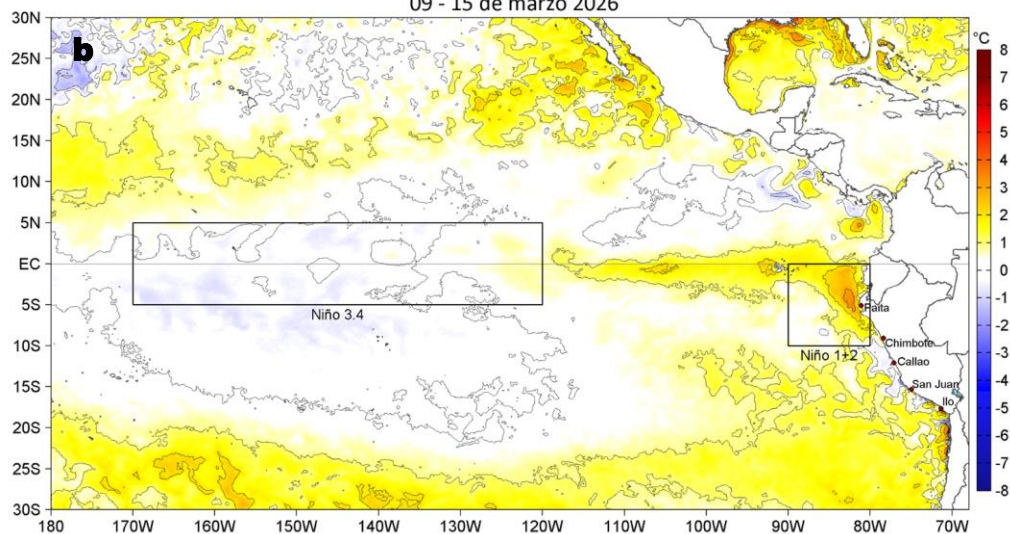 09 - 15 de marzo 2026
b
°C
30N
25N
20N
15N
10N
5N
EC
5S
10S
15S
20S
25S
30S
Niño 3.4
Niño 1+2
Paita
Chimbote
Callao
San Juan
Ilo
180
170W
160W
150W
140W
130W
120W
110W
100W
90W
80W
70W
8
7
6
5
4
3
2
1
0
-1
-2
-3
-4
-5
-6
-7
-8